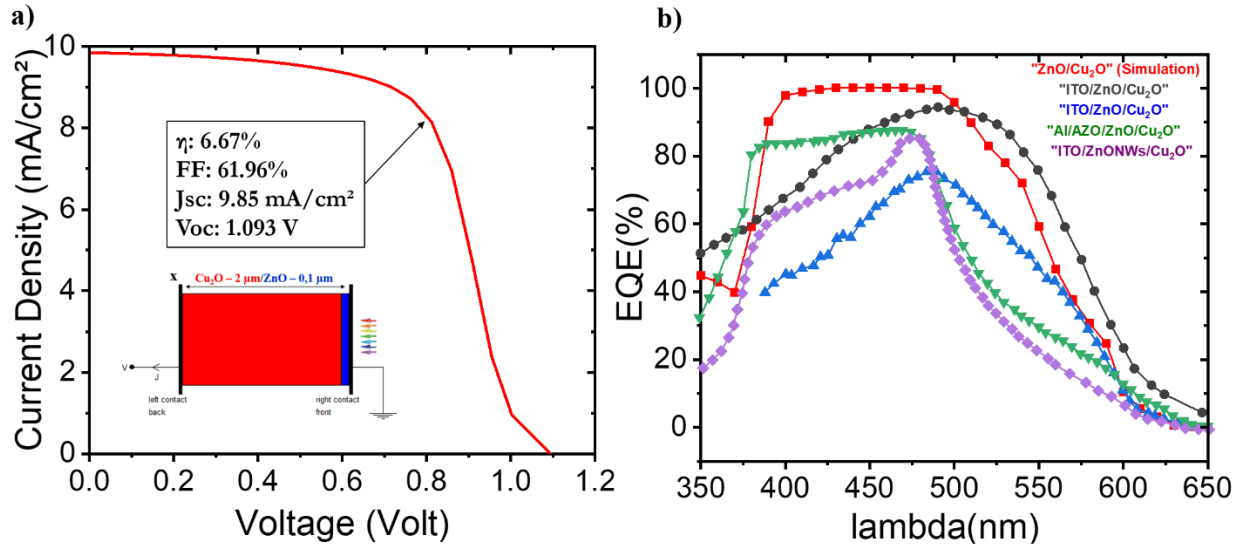 a)
Current Density (mA/cm²)
10
8
6
4
2
0
0.0 0.2 0.4 0.6 0.8 1.0 1.2
Voltage (Volt)
η: 6.67%
FF: 61.96%
Jsc: 9.85 mA/cm²
Voc: 1.093 V
x
Cu₂O – 2 µm/ZnO – 0,1 µm
V
J
left contact
back
right contact
front
b)
EQE(%)
100
80
60
40
20
0
350 400 450 500 550 600 650
lambda(nm)
"ZnO/Cu₂O" (Simulation)
"ITO/ZnO/Cu₂O"
"ITO/ZnO/Cu₂O"
"Al/AZO/ZnO/Cu₂O"
"ITO/ZnONWs/Cu₂O"